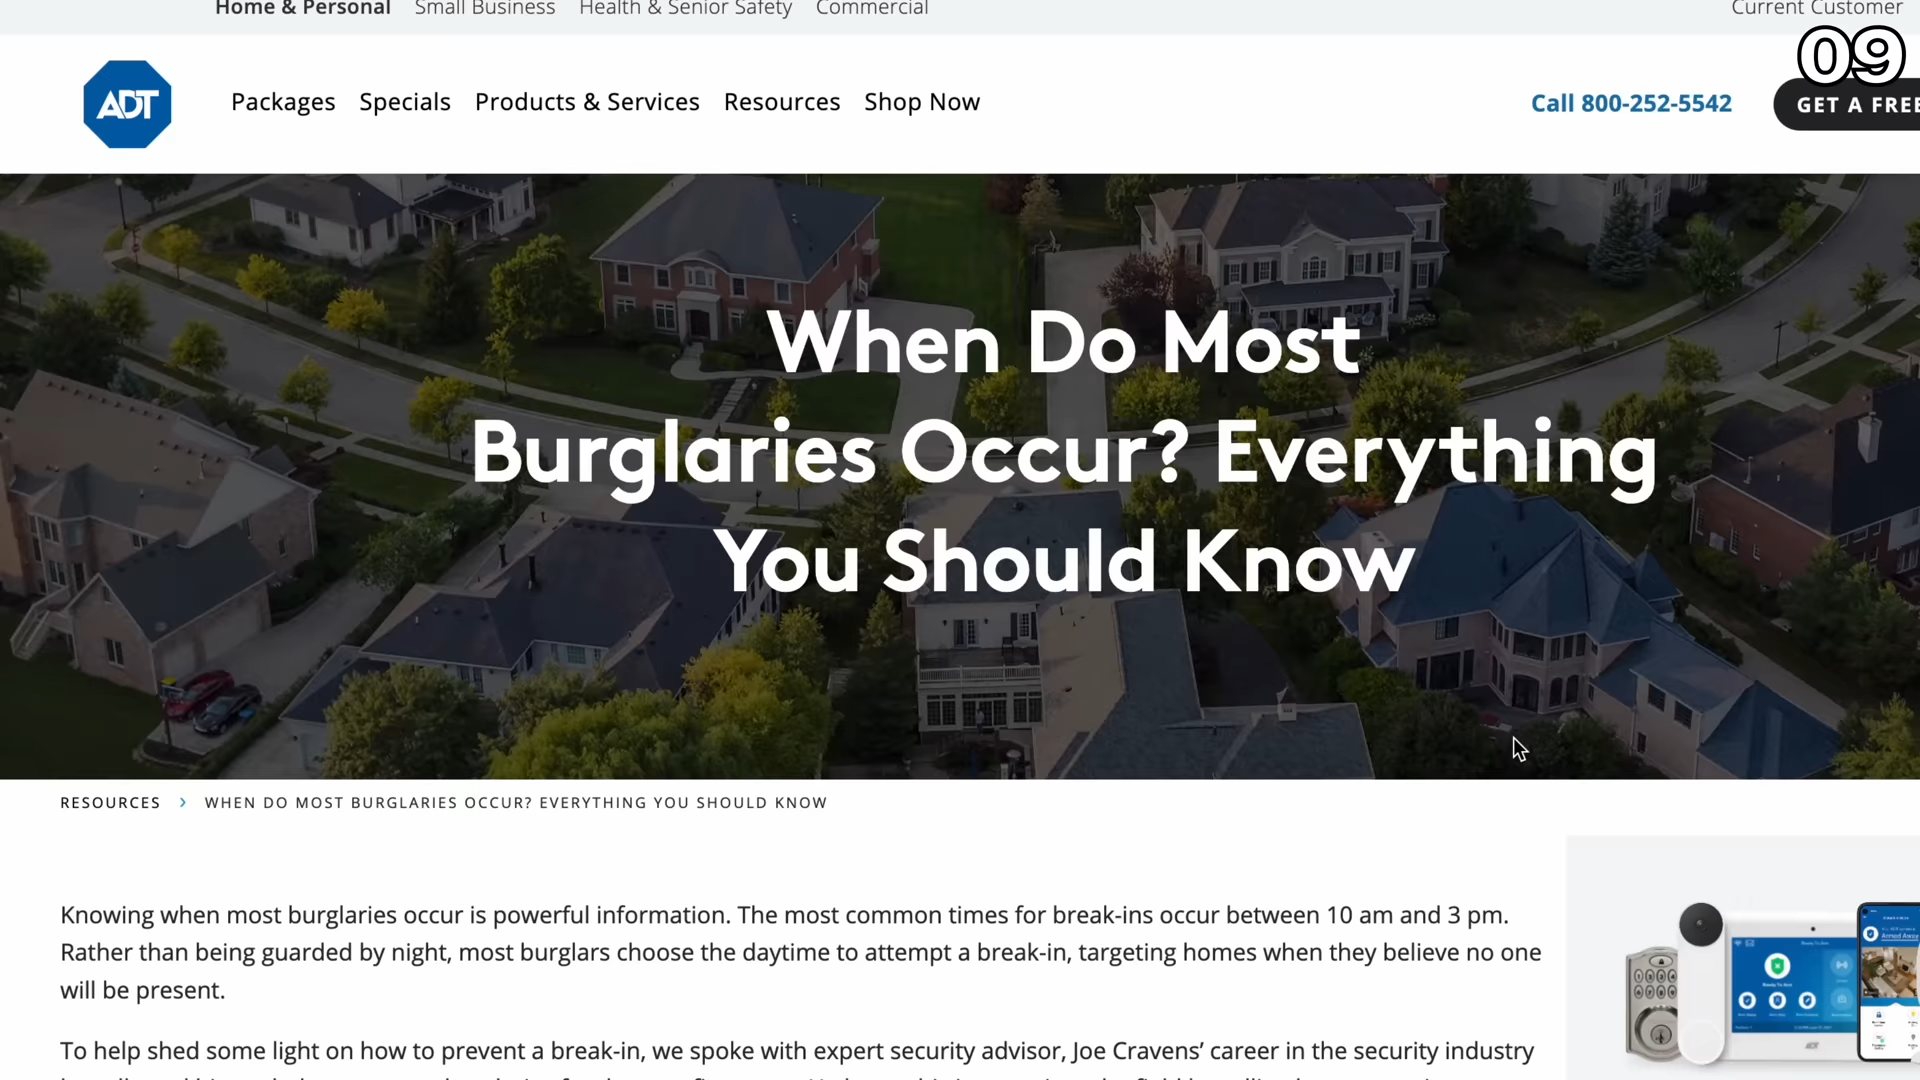 Home & Personal Small Business Health & Senior Safety Commercial Current Customer
09
ADT Packages Specials Products & Services Resources Shop Now Call 800-252-5542 GET A FREE
When Do Most
Burglaries Occur? Everything
You Should Know
RESOURCES > WHEN DO MOST BURGLARIES OCCUR? EVERYTHING YOU SHOULD KNOW
Knowing when most burglaries occur is powerful information. The most common times for break-ins occur between 10 am and 3 pm.
Rather than being guarded by night, most burglars choose the daytime to attempt a break-in, targeting homes when they believe no one
will be present.
To help shed some light on how to prevent a break-in, we spoke with expert security advisor, Joe Cravens’ career in the security industry